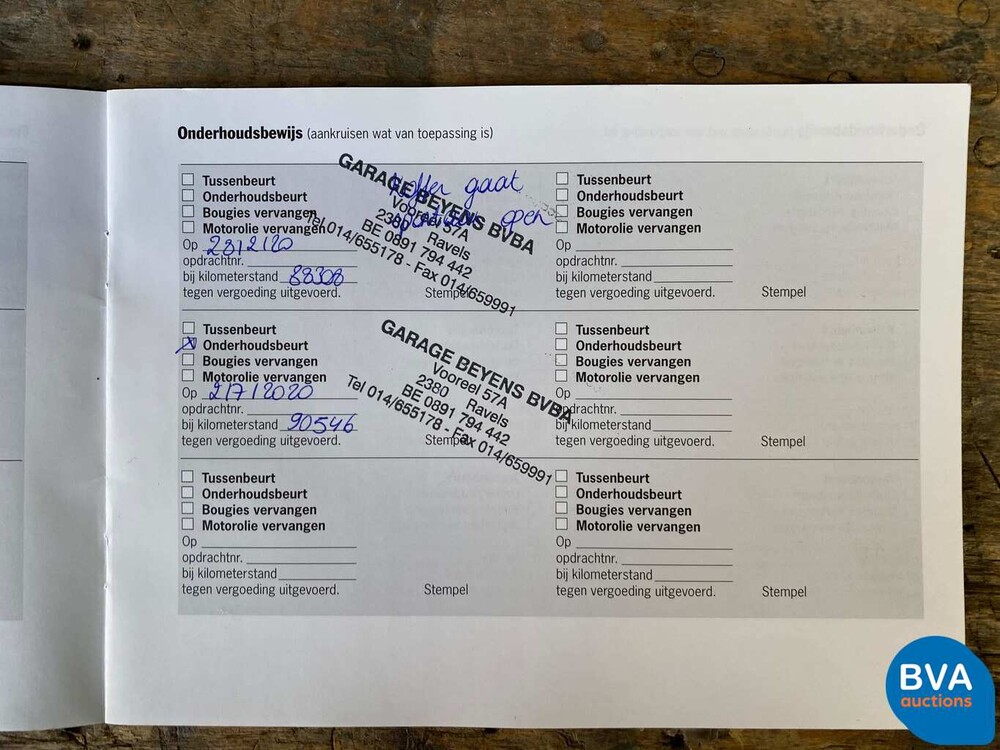 Onderhoudsbewijs (aankruisen wat van toepassing is)
Tussenbeurt
Onderhoudsbeurt
Bougies vervangen
Motorolie vervangen
Op 28/2/20
opdrachtnr.
bij kilometerstand 88308
tegen vergoeding uitgevoerd.
Stempel
Koffer gaat
open
GARAGE BEYENS BVBA
Vooreel 57A
2380 Ravels
BE 0891 794 442
Tel 014/655178 - Fax 014/659991
Tussenbeurt
Onderhoudsbeurt
Bougies vervangen
Motorolie vervangen
Op
opdrachtnr.
bij kilometerstand
tegen vergoeding uitgevoerd.
Stempel
Tussenbeurt
Onderhoudsbeurt
Bougies vervangen
Motorolie vervangen
Op 2/7/2020
opdrachtnr.
bij kilometerstand 90546
tegen vergoeding uitgevoerd.
Stempel
GARAGE BEYENS BVBA
Vooreel 57A
2380 Ravels
BE 0891 794 442
Tel 014/655178 - Fax 014/659991
Tussenbeurt
Onderhoudsbeurt
Bougies vervangen
Motorolie vervangen
Op
opdrachtnr.
bij kilometerstand
tegen vergoeding uitgevoerd.
Stempel
Tussenbeurt
Onderhoudsbeurt
Bougies vervangen
Motorolie vervangen
Op
opdrachtnr.
bij kilometerstand
tegen vergoeding uitgevoerd.
Stempel
Tussenbeurt
Onderhoudsbeurt
Bougies vervangen
Motorolie vervangen
Op
opdrachtnr.
bij kilometerstand
tegen vergoeding uitgevoerd.
Stempel
BVA
auctions